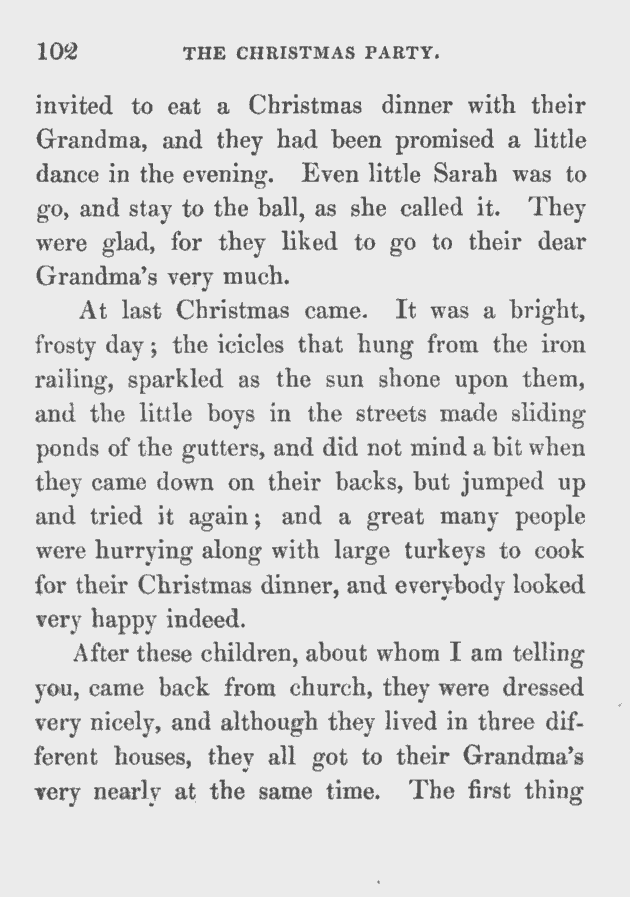 102 THE CHRISTMAS PARTY.
invited to eat a Christmas dinner with their
Grandma, and they had been promised a little
dance in the evening. Even little Sarah was to
go, and stay to the ball, as she called it. They
were glad, for they liked to go to their dear
Grandma's very much.
At last Christmas came. It was a bright,
frosty day; the icicles that hung from the iron
railing, sparkled as the sun shone upon them,
and the little boys in the streets made sliding
ponds of the gutters, and did not mind a bit when
they came down on their backs, but jumped up
and tried it again; and a great many people
were hurrying along with large turkeys to cook
for their Christmas dinner, and everybody looked
very happy indeed.
After these children, about whom I am telling
you, came back from church, they were dressed
very nicely, and although they lived in three dif-
ferent houses, they all got to their Grandma's
very nearly at the same time. The first thing